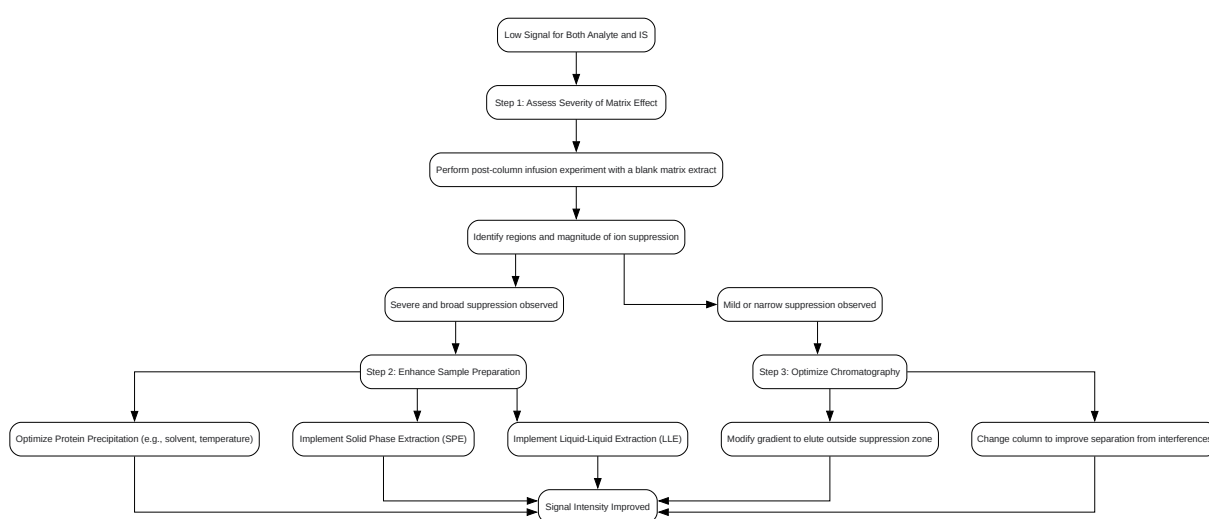 Low Signal for Both Analyte and IS
Step 1: Assess Severity of Matrix Effect
Perform post-column infusion experiment with a blank matrix extract
Identify regions and magnitude of ion suppression
Severe and broad suppression observed
Mild or narrow suppression observed
Step 2: Enhance Sample Preparation
Step 3: Optimize Chromatography
Optimize Protein Precipitation (e.g., solvent, temperature)
Implement Solid Phase Extraction (SPE)
Implement Liquid-Liquid Extraction (LLE)
Modify gradient to elute outside suppression zone
Change column to improve separation from interferences
Signal Intensity Improved